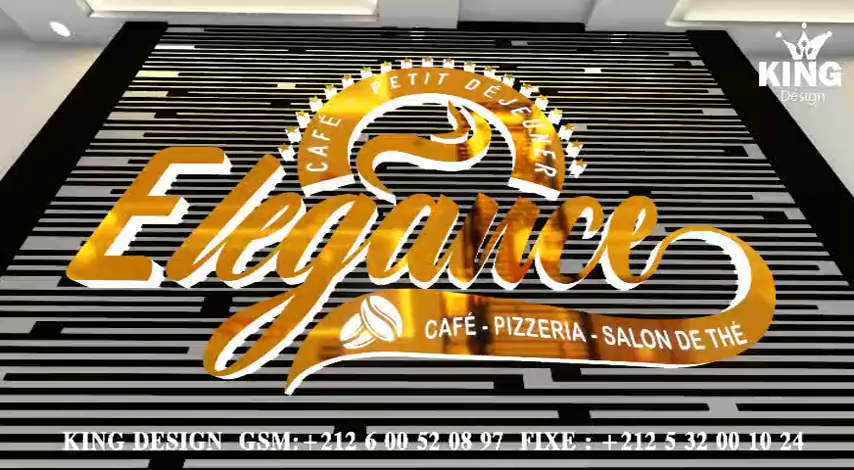 KING
Design
CAFÉ PETIT DÉJEUNER
Elegance
CAFÉ - PIZZERIA - SALON DE THÉ
KING DESIGN GSM:+212 6 00 52 08 97 FIXE : +212 5 32 00 10 24